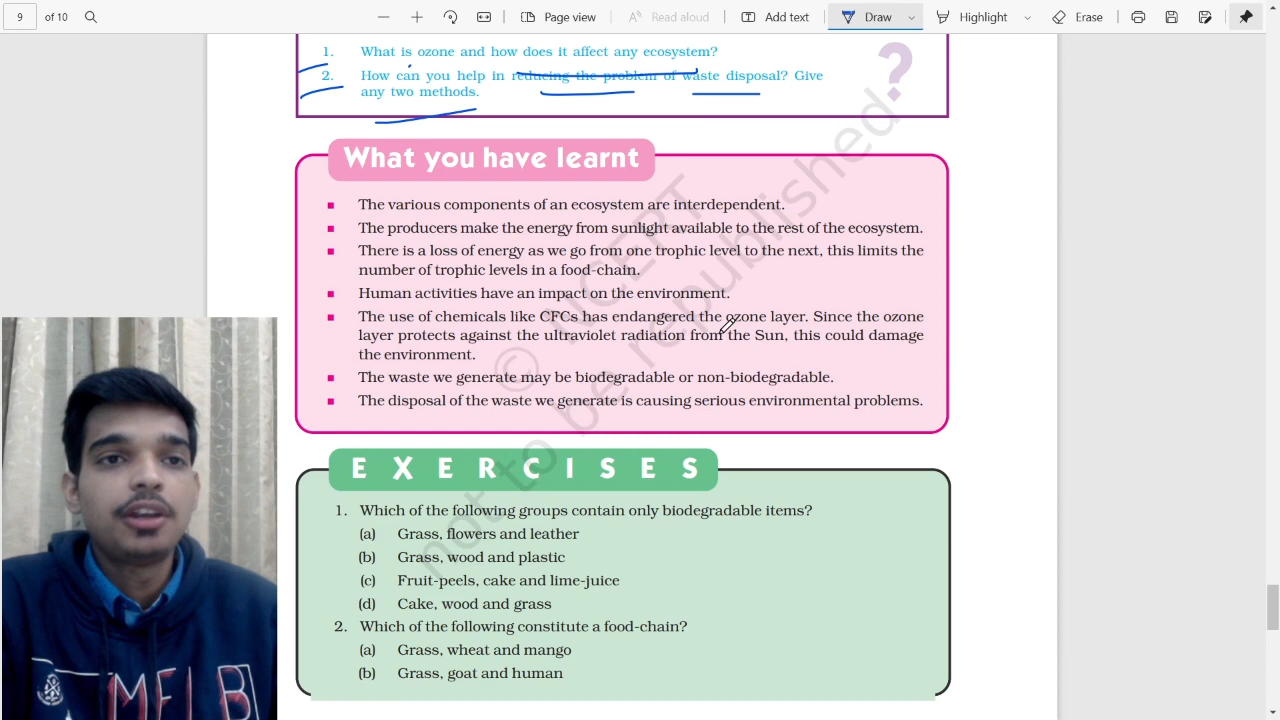 9 of 10 Page view Read aloud Add text Draw Highlight Erase
1. What is ozone and how does it affect any ecosystem?
2. How can you help in reducing the problem of waste disposal? Give
any two methods.
?
What you have learnt
The various components of an ecosystem are interdependent.
The producers make the energy from sunlight available to the rest of the ecosystem.
There is a loss of energy as we go from one trophic level to the next, this limits the
number of trophic levels in a food-chain.
Human activities have an impact on the environment.
The use of chemicals like CFCs has endangered the ozone layer. Since the ozone
layer protects against the ultraviolet radiation from the Sun, this could damage
the environment.
The waste we generate may be biodegradable or non-biodegradable.
The disposal of the waste we generate is causing serious environmental problems.
© NCERT
not to be republished
EXERCISES
1. Which of the following groups contain only biodegradable items?
(a) Grass, flowers and leather
(b) Grass, wood and plastic
(c) Fruit-peels, cake and lime-juice
(d) Cake, wood and grass
2. Which of the following constitute a food-chain?
(a) Grass, wheat and mango
(b) Grass, goat and human
MELB